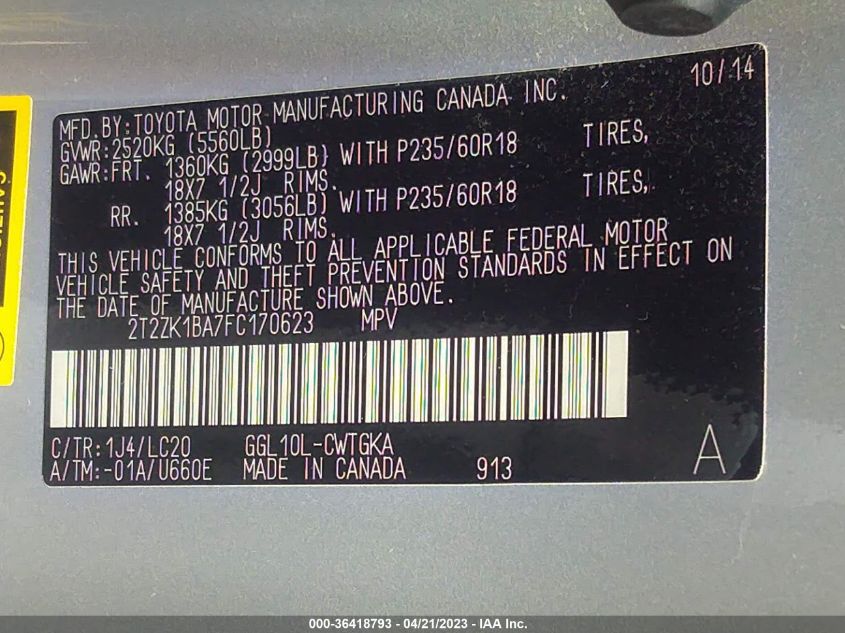 10/14
MFD.BY:TOYOTA MOTOR MANUFACTURING CANADA INC.
GVWR:2520KG (5560LB)
GAWR:FRT. 1360KG (2999LB) WITH P235/60R18 TIRES,
18X7 1/2J RIMS.
RR. 1385KG (3056LB) WITH P235/60R18 TIRES,
18X7 1/2J RIMS.
THIS VEHICLE CONFORMS TO ALL APPLICABLE FEDERAL MOTOR
VEHICLE SAFETY AND THEFT PREVENTION STANDARDS IN EFFECT ON
THE DATE OF MANUFACTURE SHOWN ABOVE.
2T2ZK1BA7FC170623 MPV
C/TR:1J4/LC20 GGL10L-CWTGKA
A/TM:-01A/U660E MADE IN CANADA 913
A
000-36418793 - 04/21/2023 - IAA Inc.